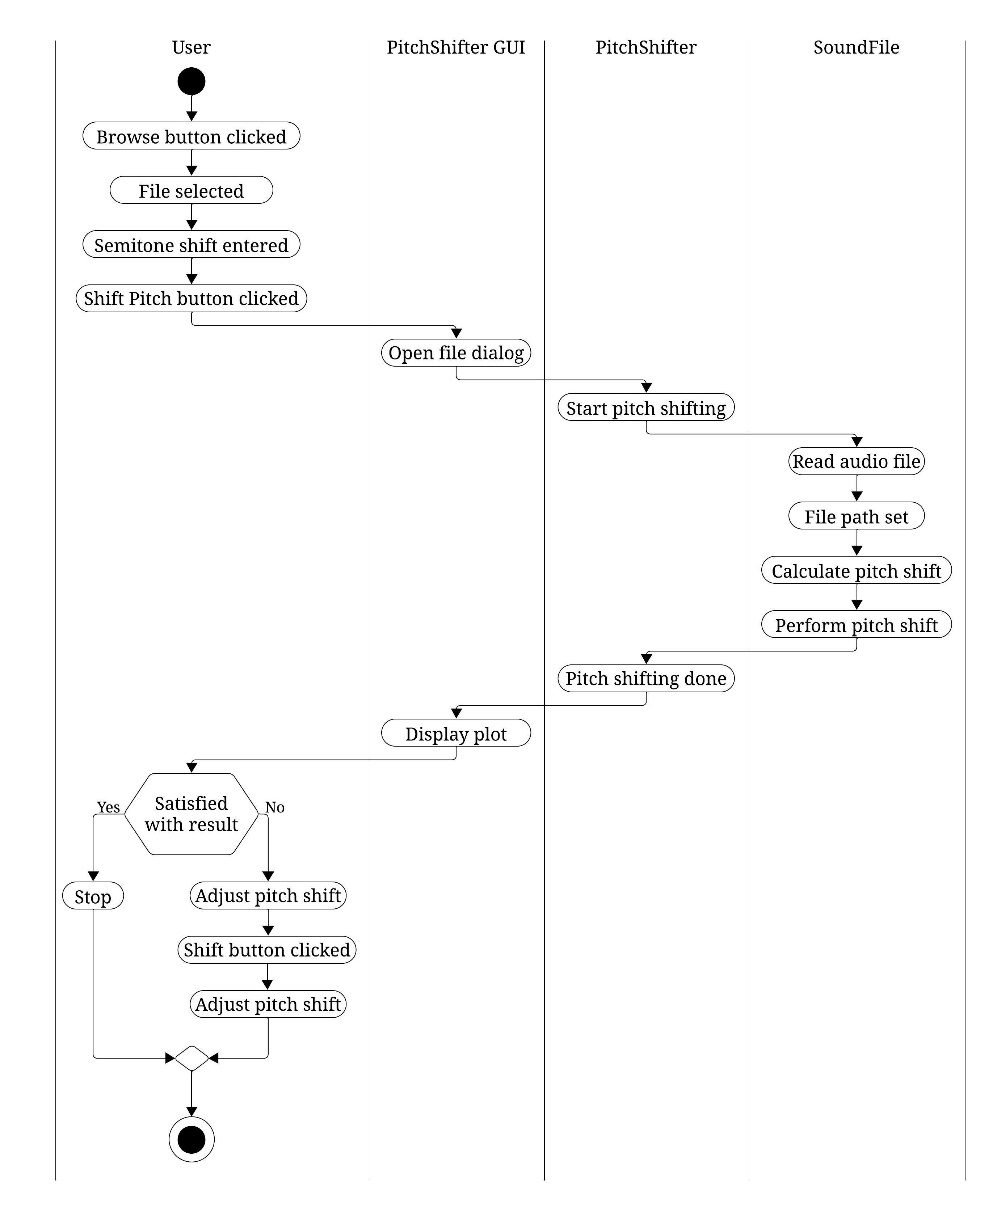 User
PitchShifter GUI
PitchShifter
SoundFile
Browse button clicked
File selected
Semitone shift entered
Shift Pitch button clicked
Open file dialog
Start pitch shifting
Read audio file
File path set
Calculate pitch shift
Perform pitch shift
Pitch shifting done
Display plot
Satisfied
with result
Yes
No
Stop
Adjust pitch shift
Shift button clicked
Adjust pitch shift